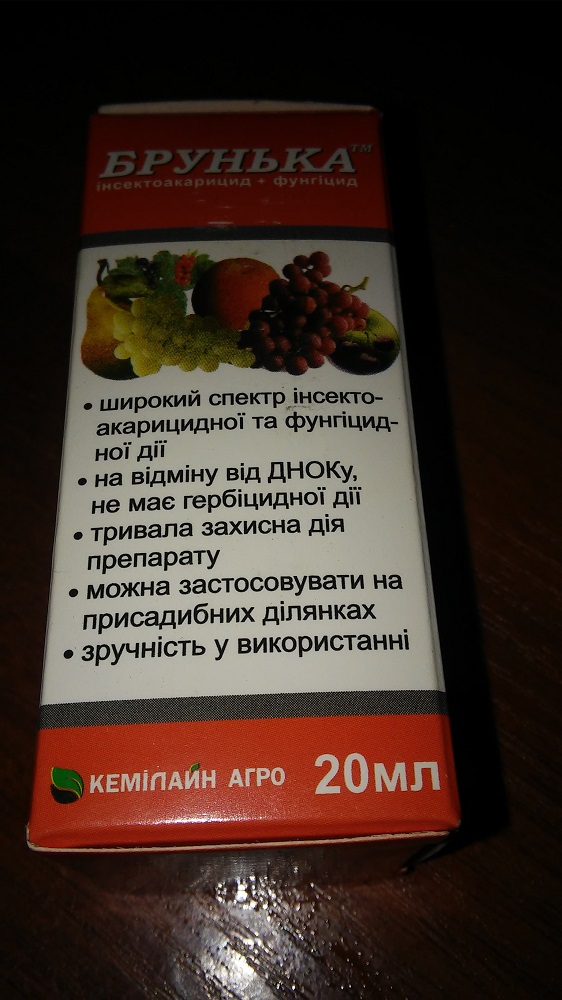 БРУНЬКА™
інсектоакарицид + фунгіцид
• широкий спектр інсекто-
акарицидної та фунгіцид-
ної дії
• на відміну від ДНОКу,
не має гербіцидної дії
• тривала захисна дія
препарату
• можна застосовувати на
присадибних ділянках
• зручність у використанні
КЕМІЛАЙН АГРО 20мл